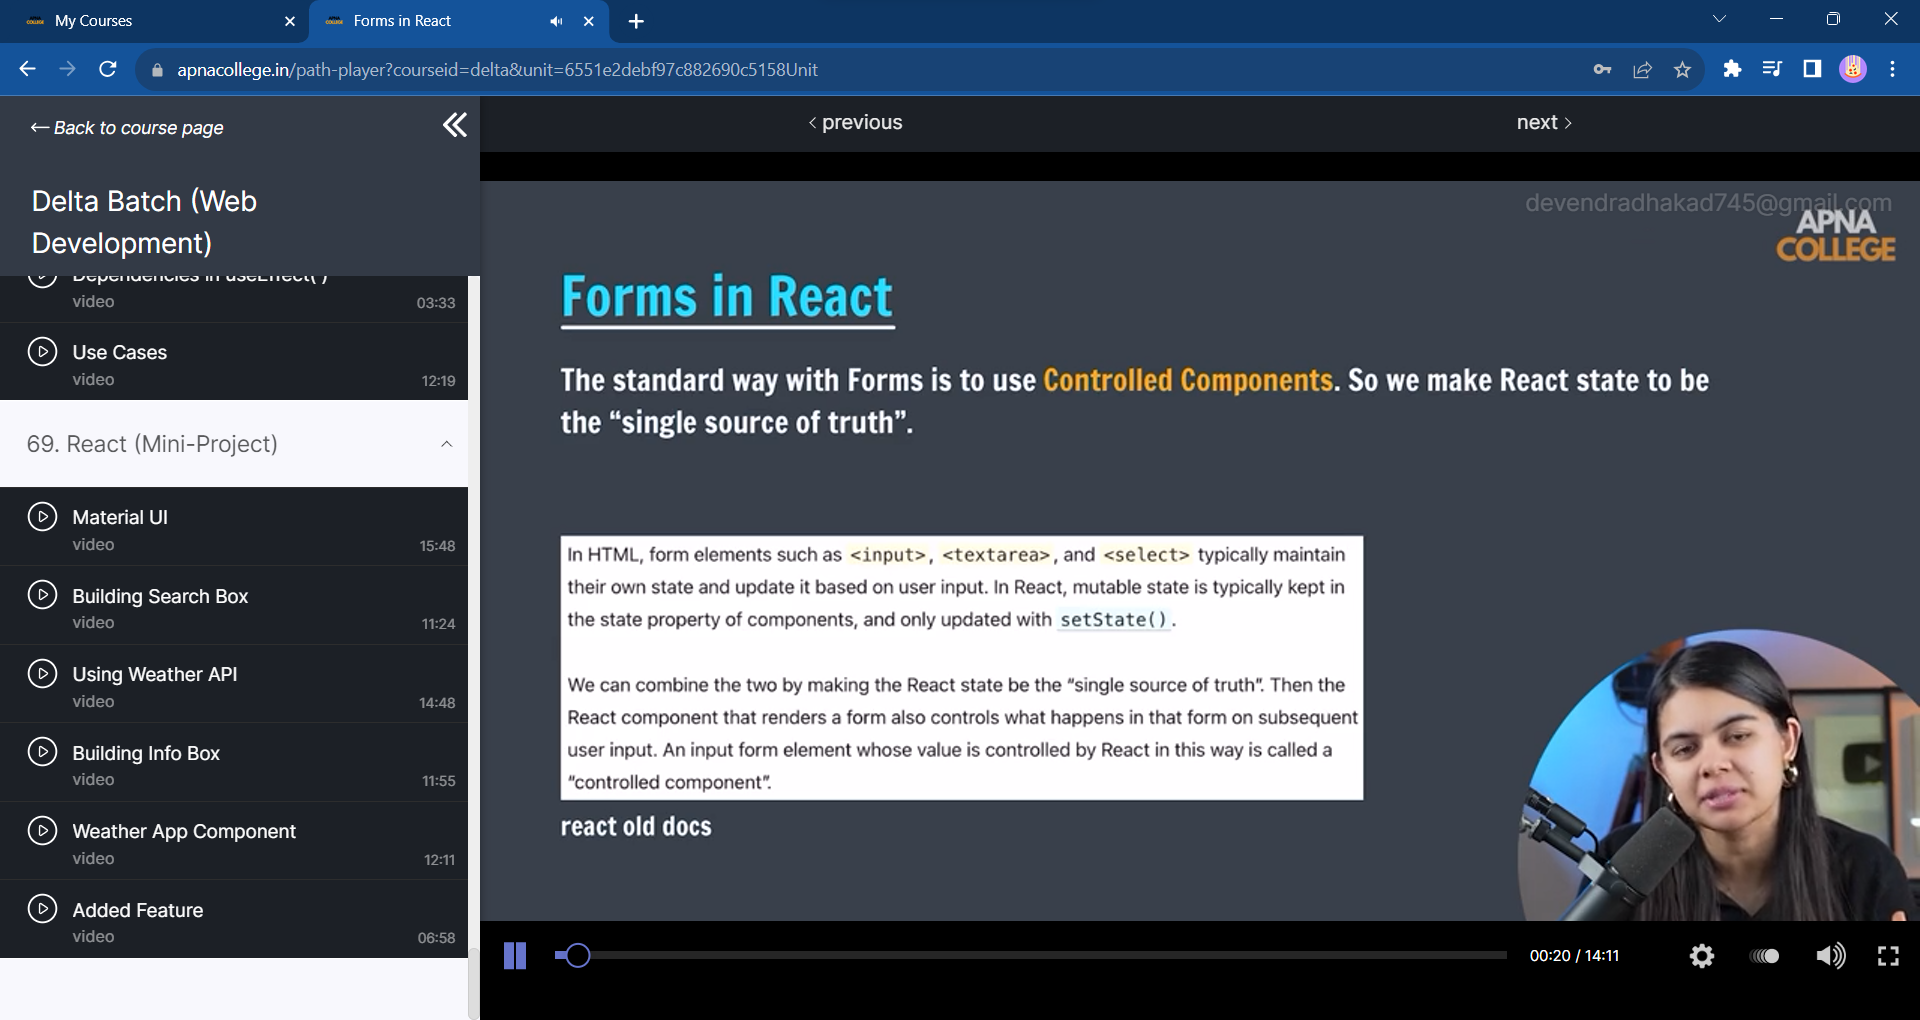 My Courses
Forms in React
apnacollege.in/path-player?courseid=delta&unit=6551e2debf97c882690c5158Unit
Back to course page
previous
next
Delta Batch (Web
Development)
Dependencies in useEffect( )
video
03:33
Use Cases
video
12:19
69. React (Mini-Project)
Material UI
video
15:48
Building Search Box
video
11:24
Using Weather API
video
14:48
Building Info Box
video
11:55
Weather App Component
video
12:11
Added Feature
video
06:58
devendradhakad745@gmail.com
APNA
COLLEGE
Forms in React
The standard way with Forms is to use Controlled Components. So we make React state to be
the “single source of truth”.
In HTML, form elements such as <input>, <textarea>, and <select> typically maintain
their own state and update it based on user input. In React, mutable state is typically kept in
the state property of components, and only updated with setState().
We can combine the two by making the React state be the “single source of truth”. Then the
React component that renders a form also controls what happens in that form on subsequent
user input. An input form element whose value is controlled by React in this way is called a
“controlled component”.
react old docs
00:20 / 14:11